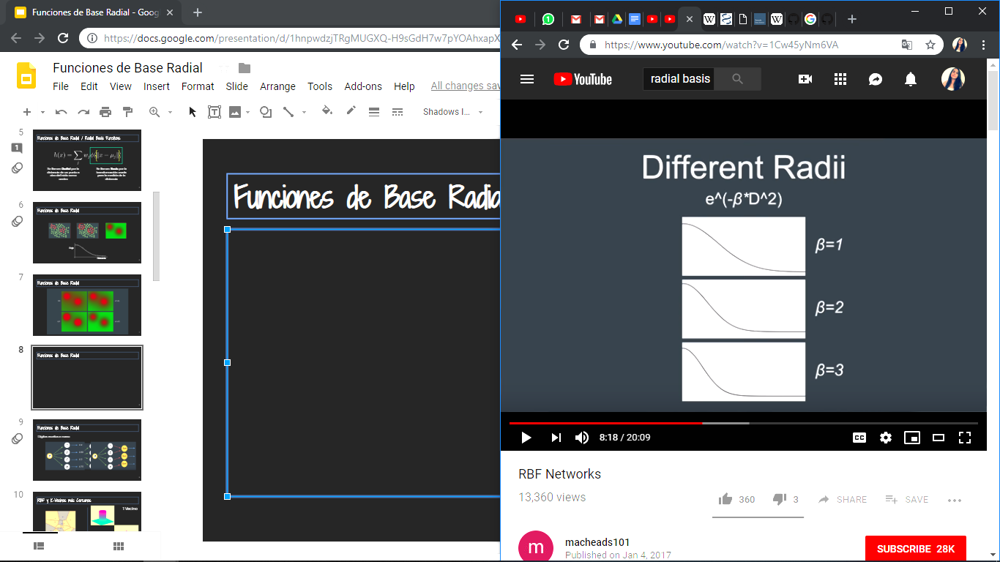 Funciones de Base Radial - Goog
https://docs.google.com/presentation/d/1hnpwdzjTRgMUGXQ-H9sGdH7w7pYOAhxapX
Funciones de Base Radial
File Edit View Insert Format Slide Arrange Tools Add-ons Help All changes sav
Shadows I...
5
Funciones de Base Radial / Radial Basis Functions
1
6
Funciones de Base Radial
7
Funciones de Base Radial
8
Funciones de Base Radial
9
Funciones de Base Radial
10
RBF y K-Vecinos más Cercanos
1 Vecino
Funciones de Base Radia
https://www.youtube.com/watch?v=1Cw45yNm6VA
YouTube
radial basis
Different Radii
e^(-β*D^2)
β=1
β=2
β=3
8:18 / 20:09
CC
RBF Networks
13,360 views
360 3 SHARE SAVE
m
macheads101
Published on Jan 4, 2017
SUBSCRIBE 28K